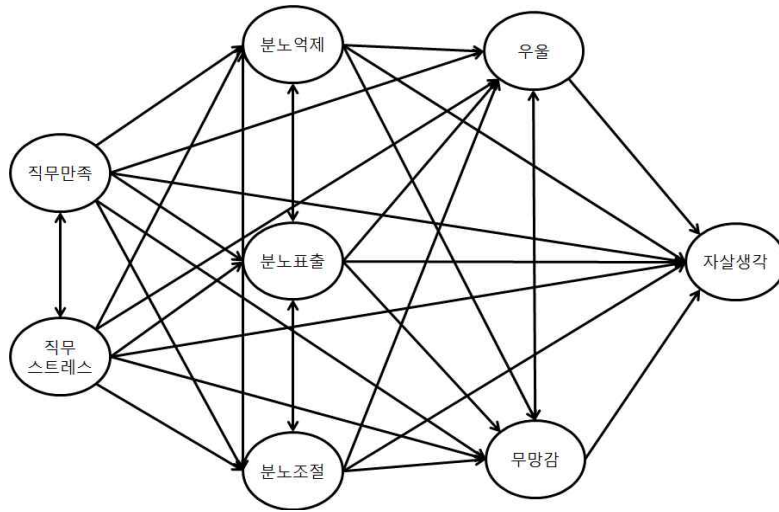 분노억제
우울
직무만족
분노표출
자살생각
직무
스트레스
분노조절
무망감